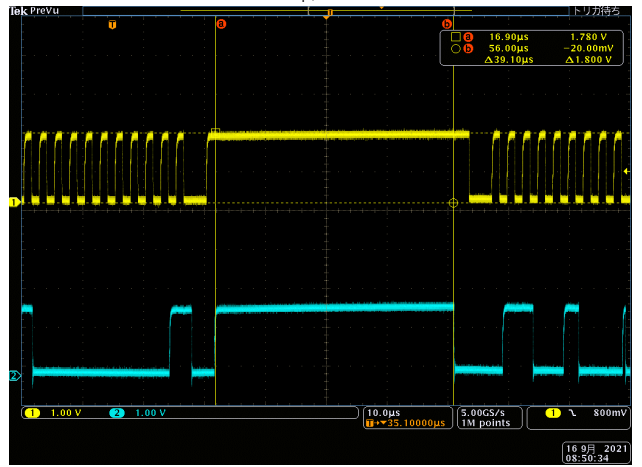 Tek PreVu
トリガ待ち
T
a
b
T
a 16.90µs 1.780 V
b 56.00µs −20.00mV
Δ39.10µs Δ1.800 V
1
2
1 1.00 V 2 1.00 V
10.0µs
T→▼35.10000µs
5.00GS/s
1M points
1 800mV
16 9月 2021
08:50:34